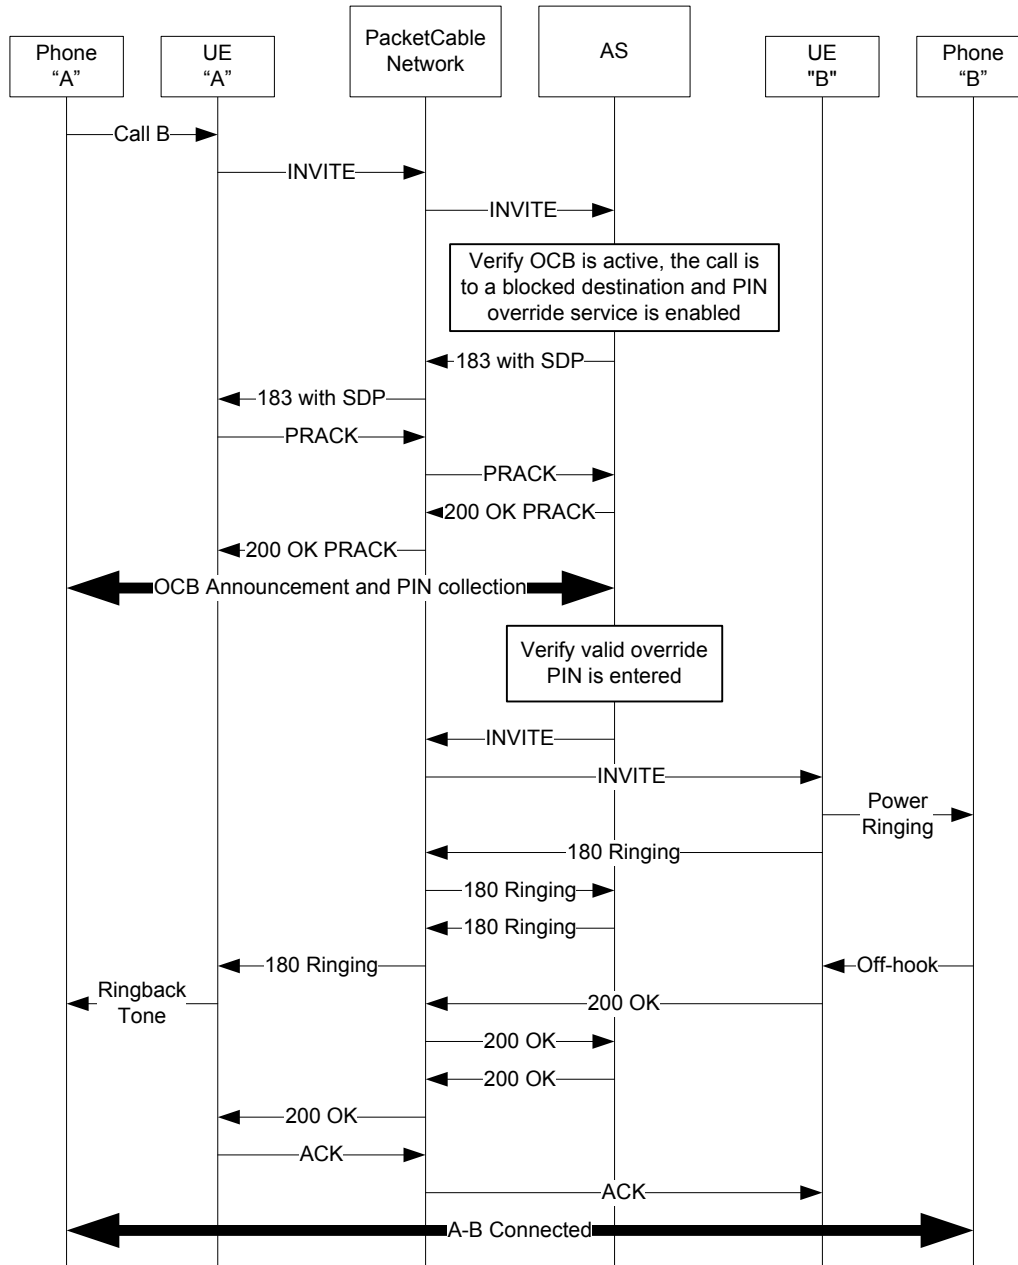 Phone
“A”
UE
“A”
PacketCable
Network
AS
UE
"B"
Phone
“B”
Call B
INVITE
INVITE
Verify OCB is active, the call is
to a blocked destination and PIN
override service is enabled
183 with SDP
183 with SDP
PRACK
PRACK
200 OK PRACK
200 OK PRACK
OCB Announcement and PIN collection
Verify valid override
PIN is entered
INVITE
INVITE
Power
Ringing
180 Ringing
180 Ringing
180 Ringing
180 Ringing
Off-hook
Ringback
Tone
200 OK
200 OK
200 OK
200 OK
ACK
ACK
A-B Connected